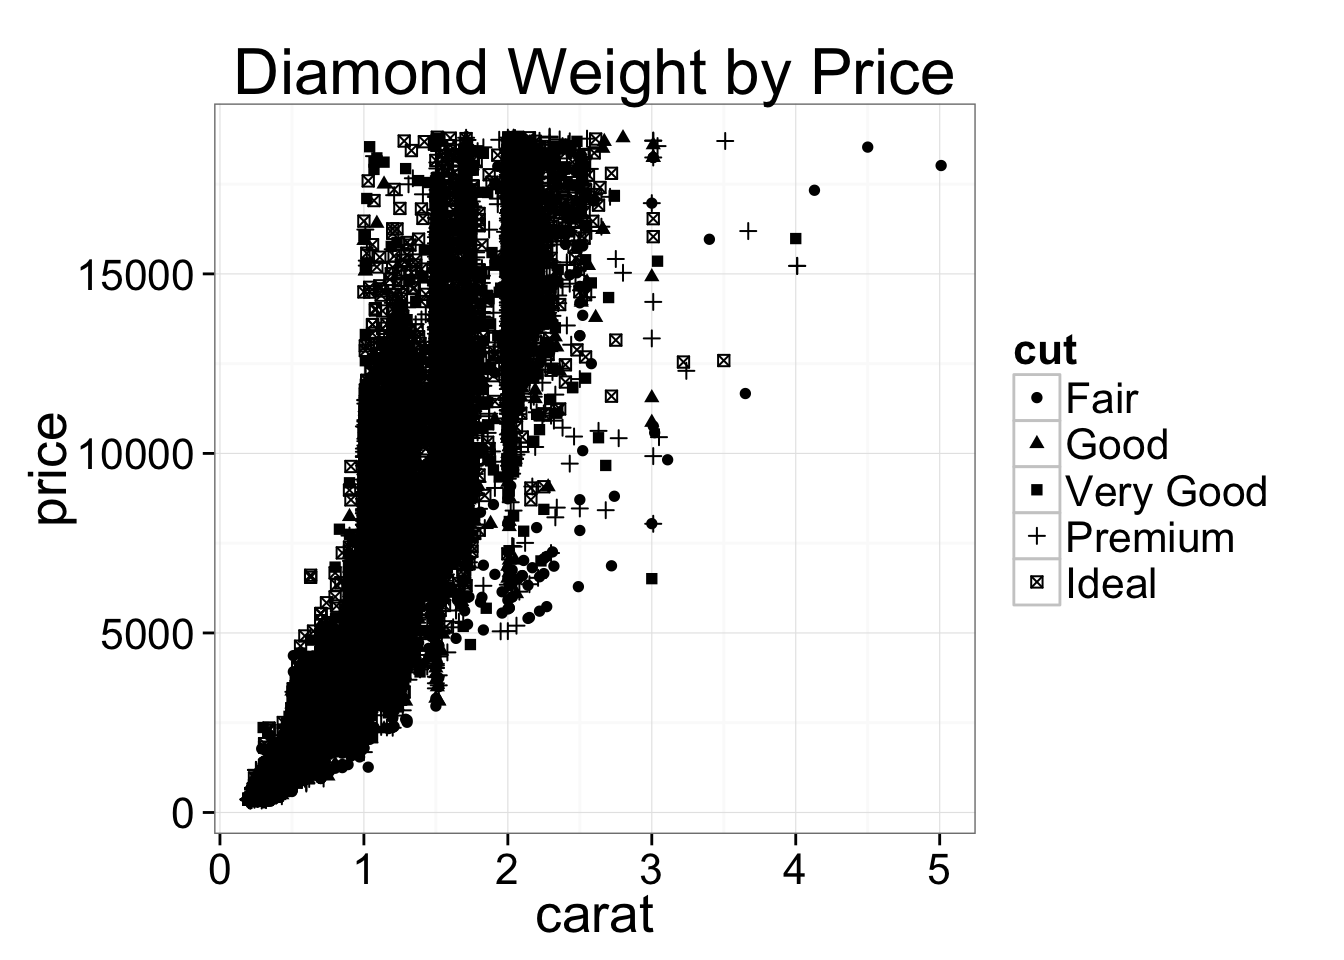 Diamond Weight by Price
price
15000
10000
5000
0
0 1 2 3 4 5
carat
cut
Fair
Good
Very Good
Premium
Ideal